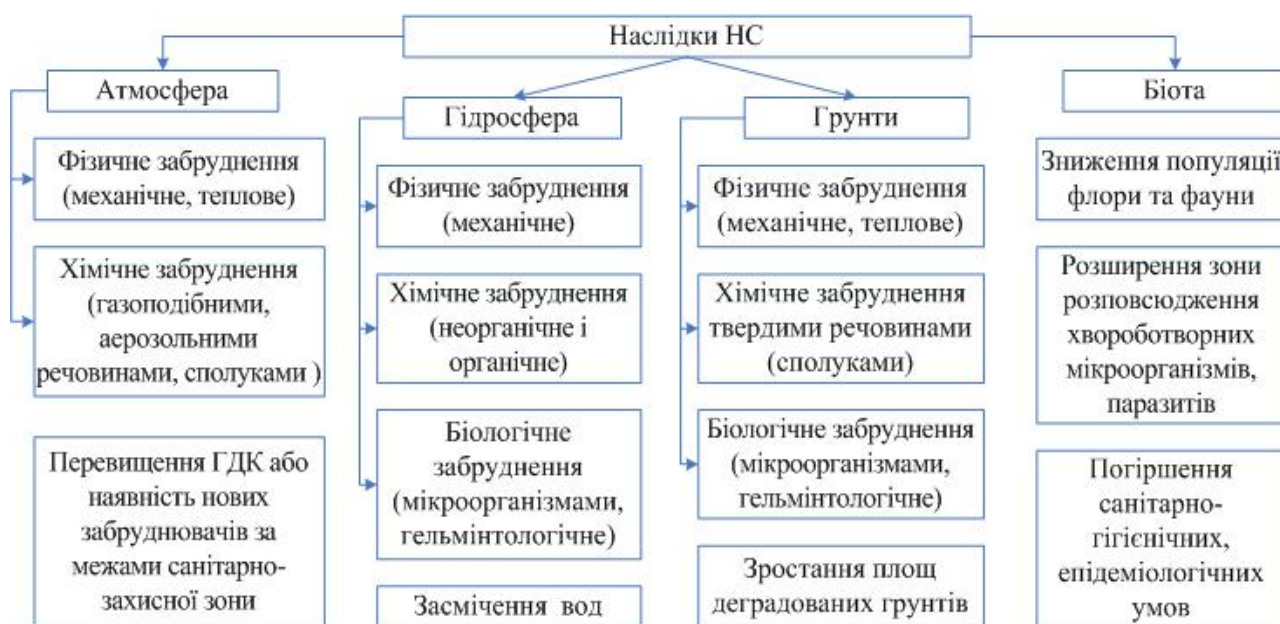 Наслідки НС
Атмосфера
Фізичне забруднення
(механічне, теплове)
Хімічне забруднення
(газоподібними,
аерозольними
речовинами, сполуками )
Перевищення ГДК або
наявність нових
забруднювачів за
межами санітарно-
захисної зони
Гідросфера
Фізичне забруднення
(механічне)
Хімічне забруднення
(неорганічне і
органічне)
Біологічне
забруднення
(мікроорганізмами,
гельмінтологічне)
Засмічення вод
Грунти
Фізичне забруднення
(механічне, теплове)
Хімічне забруднення
твердими речовинами
(сполуками)
Біологічне забруднення
(мікроорганізмами,
гельмінтологічне)
Зростання площ
деградованих грунтів
Біота
Зниження популяції
флори та фауни
Розширення зони
розповсюдження
хвороботворних
мікроорганізмів,
паразитів
Погіршення
санітарно-
гігієнічних,
епідеміологічних
умов